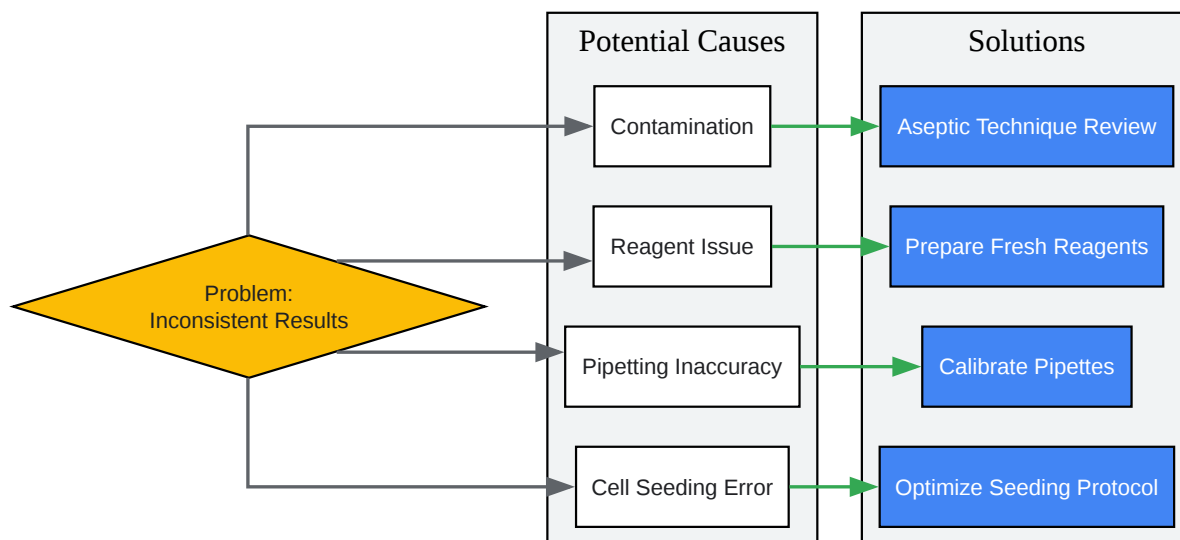 Potential Causes
Solutions
Contamination
Aseptic Technique Review
Reagent Issue
Prepare Fresh Reagents
Problem:
Inconsistent Results
Pipetting Inaccuracy
Calibrate Pipettes
Cell Seeding Error
Optimize Seeding Protocol